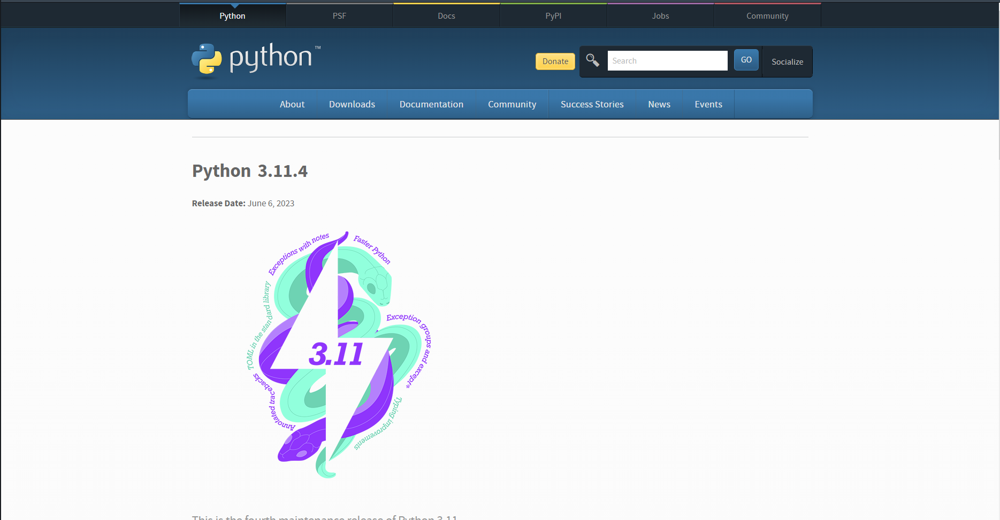 Python PSF Docs PyPI Jobs Community
python™
Donate Search GO Socialize
About Downloads Documentation Community Success Stories News Events
Python 3.11.4
Release Date: June 6, 2023
Exceptions with notes
Faster Python
TOML in the standard library
Exception groups and except*
3.11
Annotated tracebacks
Typing improvements
This is the fourth maintenance release of Python 3.11